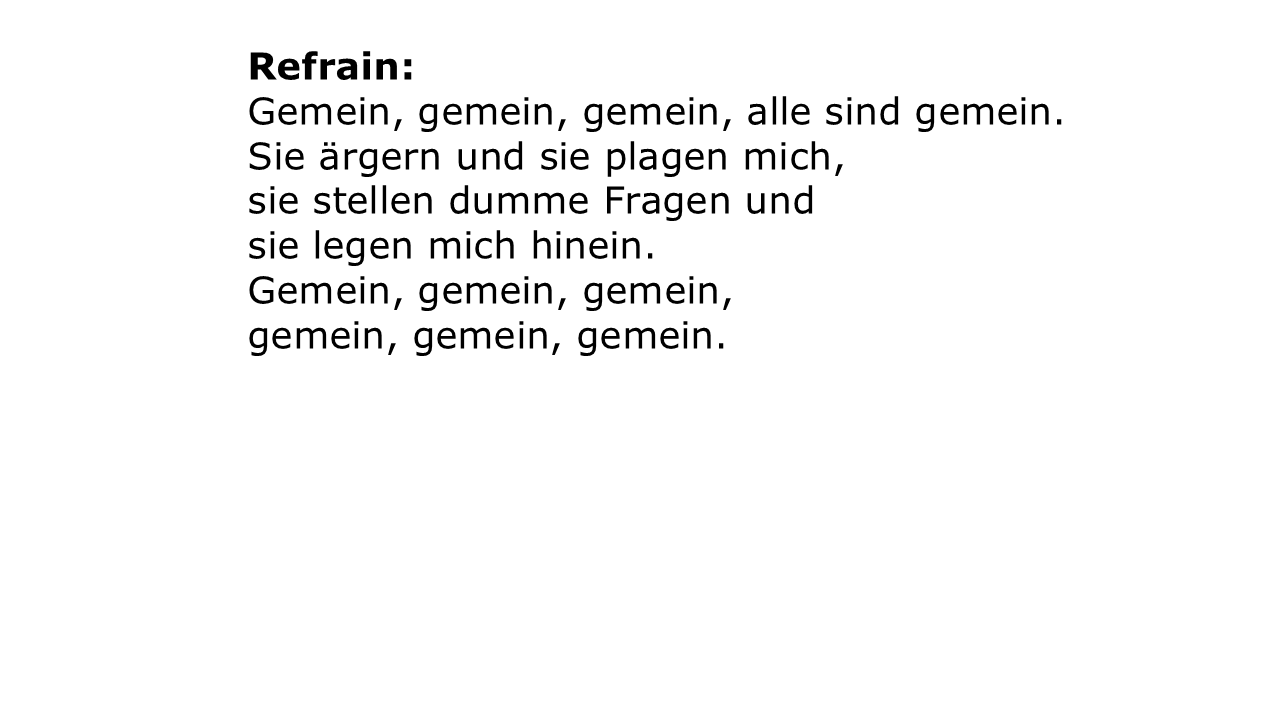 Refrain:
Gemein, gemein, gemein, alle sind gemein.
Sie ärgern und sie plagen mich,
sie stellen dumme Fragen und
sie legen mich hinein.
Gemein, gemein, gemein,
gemein, gemein, gemein.